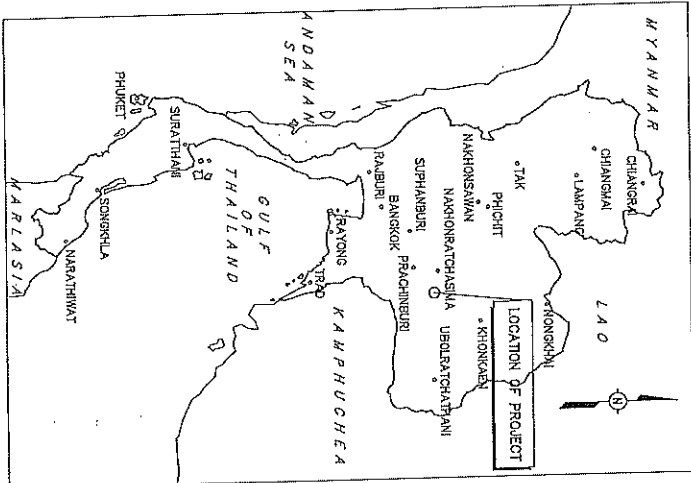 MYANMAR
CHIANGRAI
N
CHIANGMAI
LAO
LAMPANG
NONGKHAI
TAK
LOCATION OF PROJECT
PHICHIT
KHONKAEN
NAKHONSAWAN
NAKHONRATCHASIMA
UBOLRATCHATHANI
SUPHANBURI
PRACHINBURI
BANGKOK
RAJBURI
RAYONG
KAMPHUCHEA
TRAD
ANDAMAN
SEA
GULF
OF
THAILAND
SURATTHANI
PHUKET
SONGKHLA
NARATHIWAT
MARLASIA